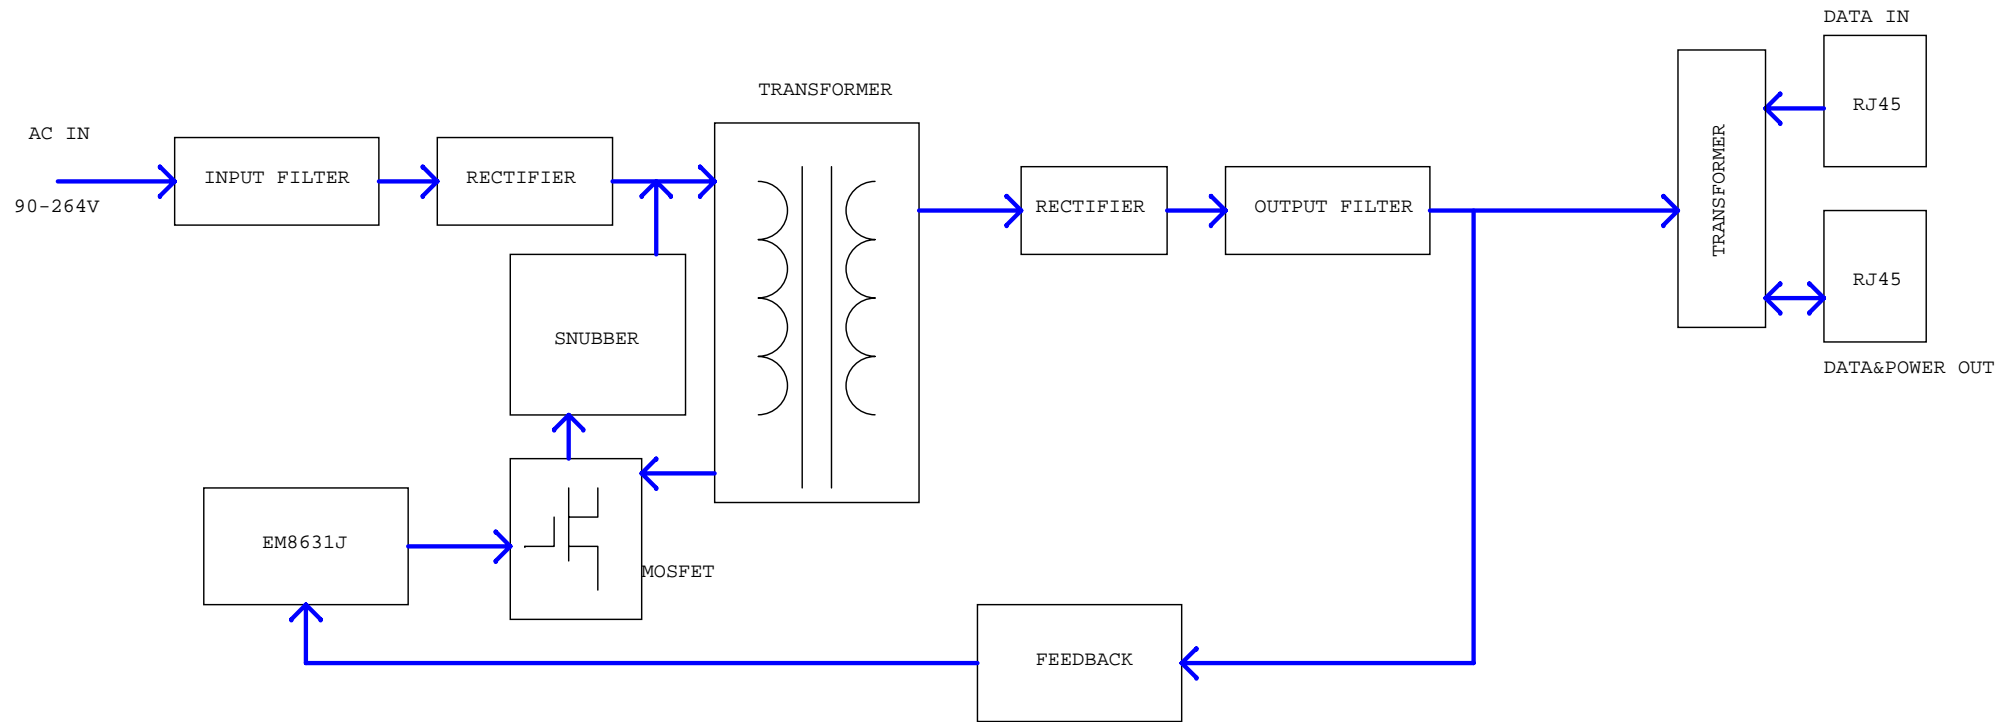 DATA IN
TRANSFORMER
RJ45
AC IN
INPUT FILTER
RECTIFIER
90-264V
RECTIFIER
OUTPUT FILTER
TRANSFORMER
RJ45
SNUBBER
DATA&POWER OUT
EM8631J
MOSFET
FEEDBACK